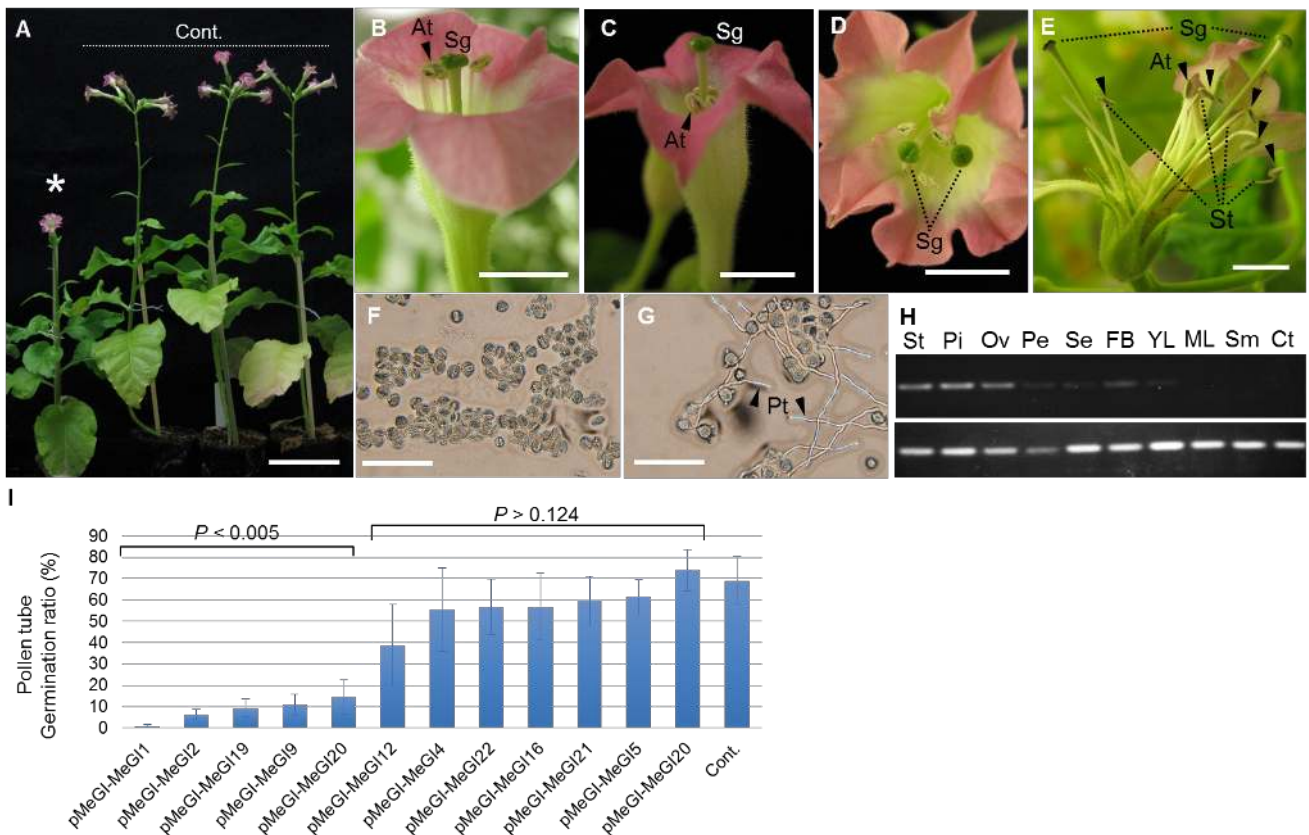 A
Cont.
*
B
At
Sg
C
Sg
At
D
Sg
E
Sg
At
St
F
G
Pt
H
St Pi Ov Pe Se FB YL ML Sm Ct
I
P < 0.005
P > 0.124
Pollen tube
Germination ratio (%)
90
80
70
60
50
40
30
20
10
0
pMeGI-MeGI1
pMeGI-MeGI2
pMeGI-MeGI19
pMeGI-MeGI9
pMeGI-MeGI20
pMeGI-MeGI12
pMeGI-MeGI4
pMeGI-MeGI22
pMeGI-MeGI16
pMeGI-MeGI21
pMeGI-MeGI5
pMeGI-MeGI20
Cont.